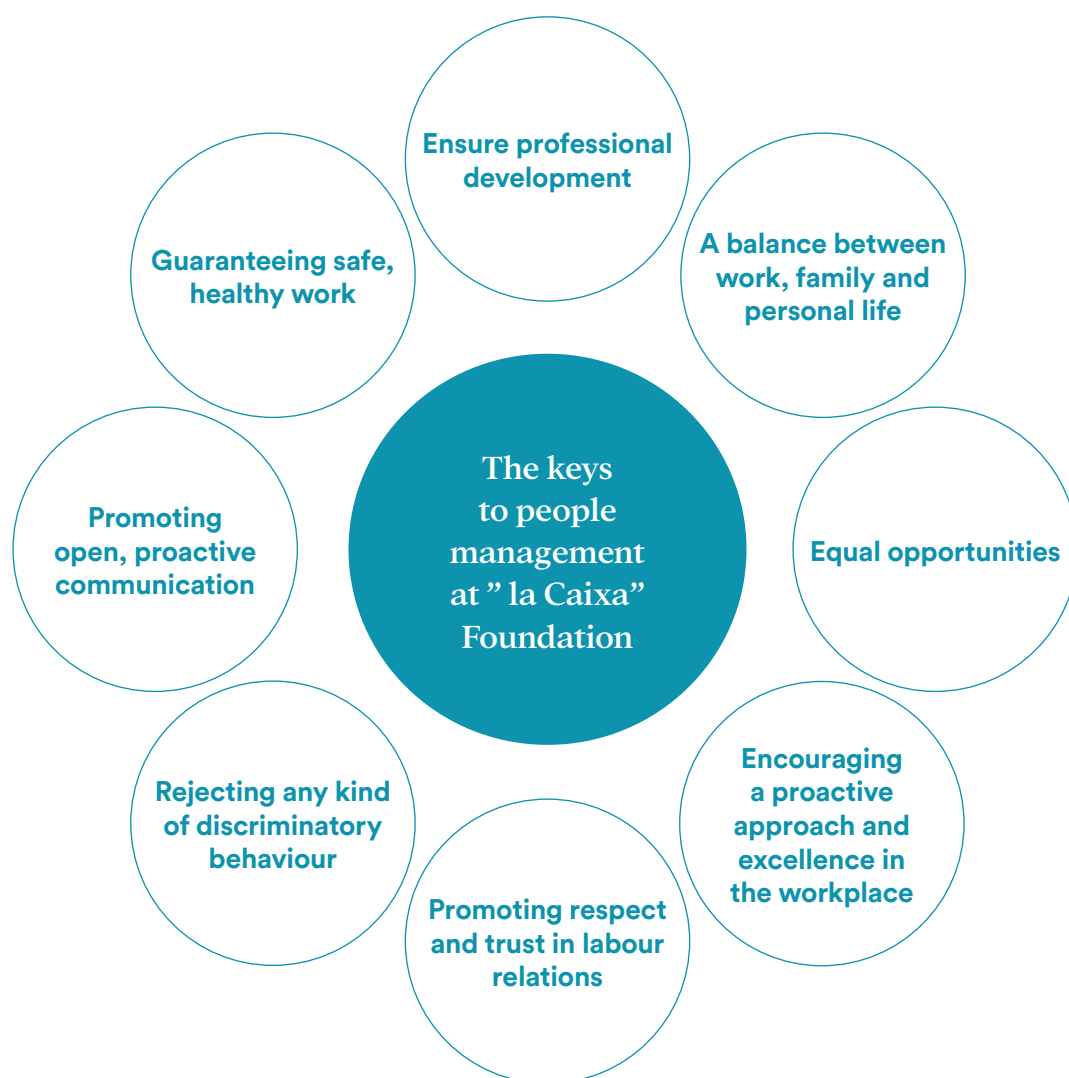 Ensure professional
development
A balance between
work, family and
personal life
Equal opportunities
Encouraging
a proactive
approach and
excellence in
the workplace
Promoting respect
and trust in labour
relations
Rejecting any kind
of discriminatory
behaviour
Promoting
open, proactive
communication
Guaranteeing safe,
healthy work
The keys
to people
management
at ” la Caixa”
Foundation